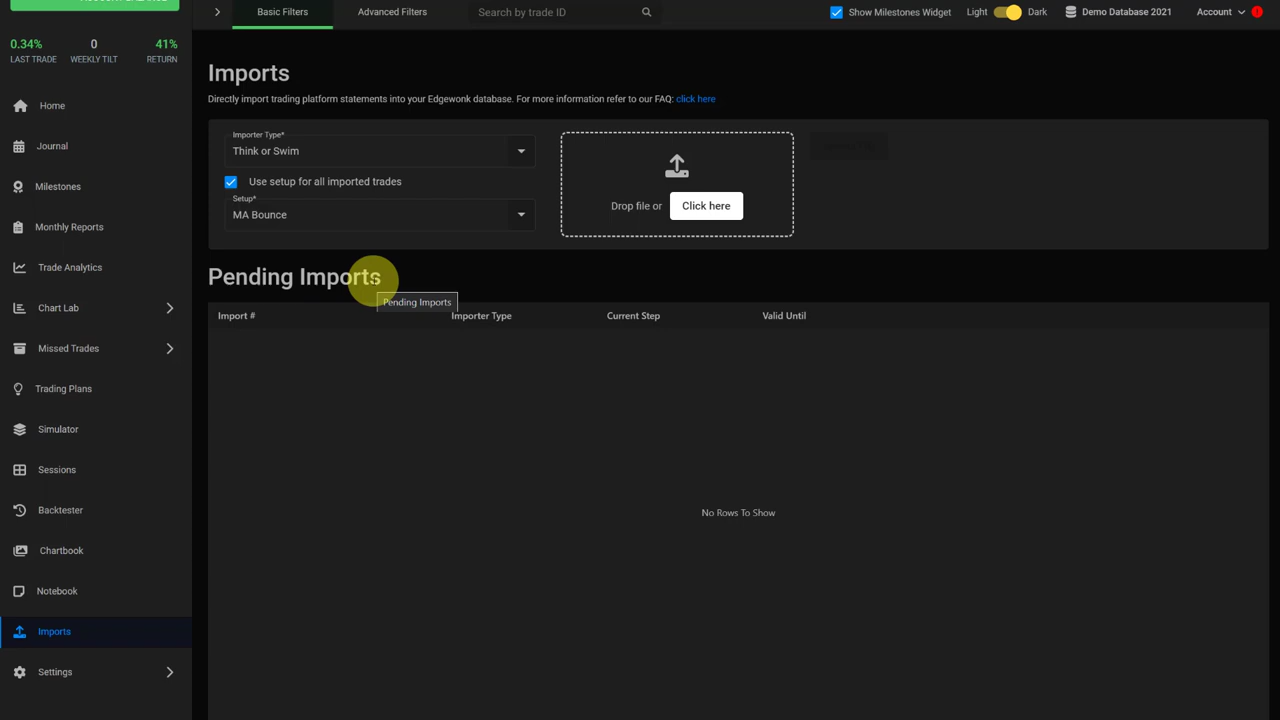 Basic Filters
Advanced Filters
Search by trade ID
Show Milestones Widget
Light
Dark
Demo Database 2021
Account
0.34%
LAST TRADE
0
WEEKLY TILT
41%
RETURN
Home
Journal
Milestones
Monthly Reports
Trade Analytics
Chart Lab
Missed Trades
Trading Plans
Simulator
Sessions
Backtester
Chartbook
Notebook
Imports
Settings
Imports
Directly import trading platform statements into your Edgewonk database. For more information refer to our FAQ: click here
Importer Type*
Think or Swim
Use setup for all imported trades
Setup*
MA Bounce
Drop file or
Click here
Pending Imports
Pending Imports
Import #
Importer Type
Current Step
Valid Until
No Rows To Show